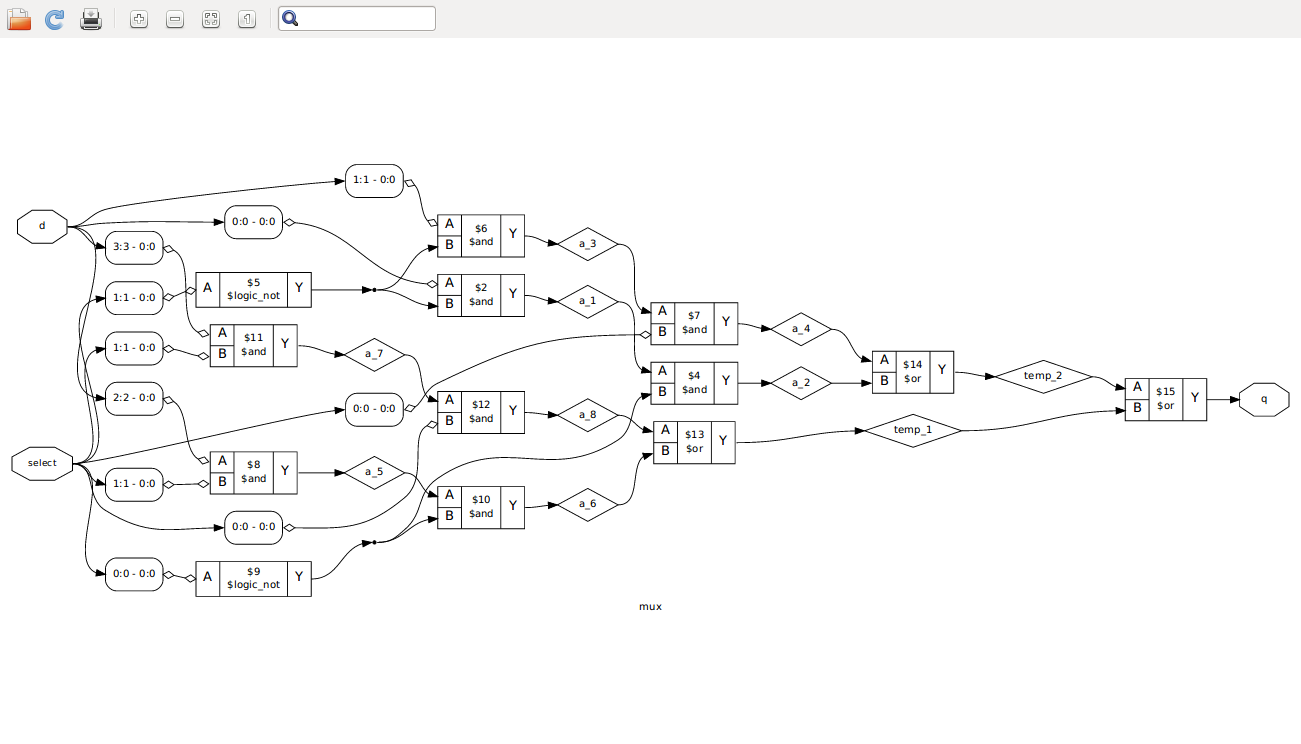 1
1:1 - 0:0
d
0:0 - 0:0
3:3 - 0:0
A
B
$6
$and
Y
a_3
1:1 - 0:0
A
$5
$logic_not
Y
A
B
$2
$and
Y
a_1
1:1 - 0:0
A
B
$11
$and
Y
a_7
A
B
$7
$and
Y
a_4
2:2 - 0:0
0:0 - 0:0
A
B
$12
$and
Y
a_8
A
B
$4
$and
Y
a_2
A
B
$14
$or
Y
temp_2
A
B
$15
$or
Y
q
select
1:1 - 0:0
A
B
$8
$and
Y
a_5
A
B
$13
$or
Y
temp_1
0:0 - 0:0
A
B
$10
$and
Y
a_6
0:0 - 0:0
A
$9
$logic_not
Y
mux